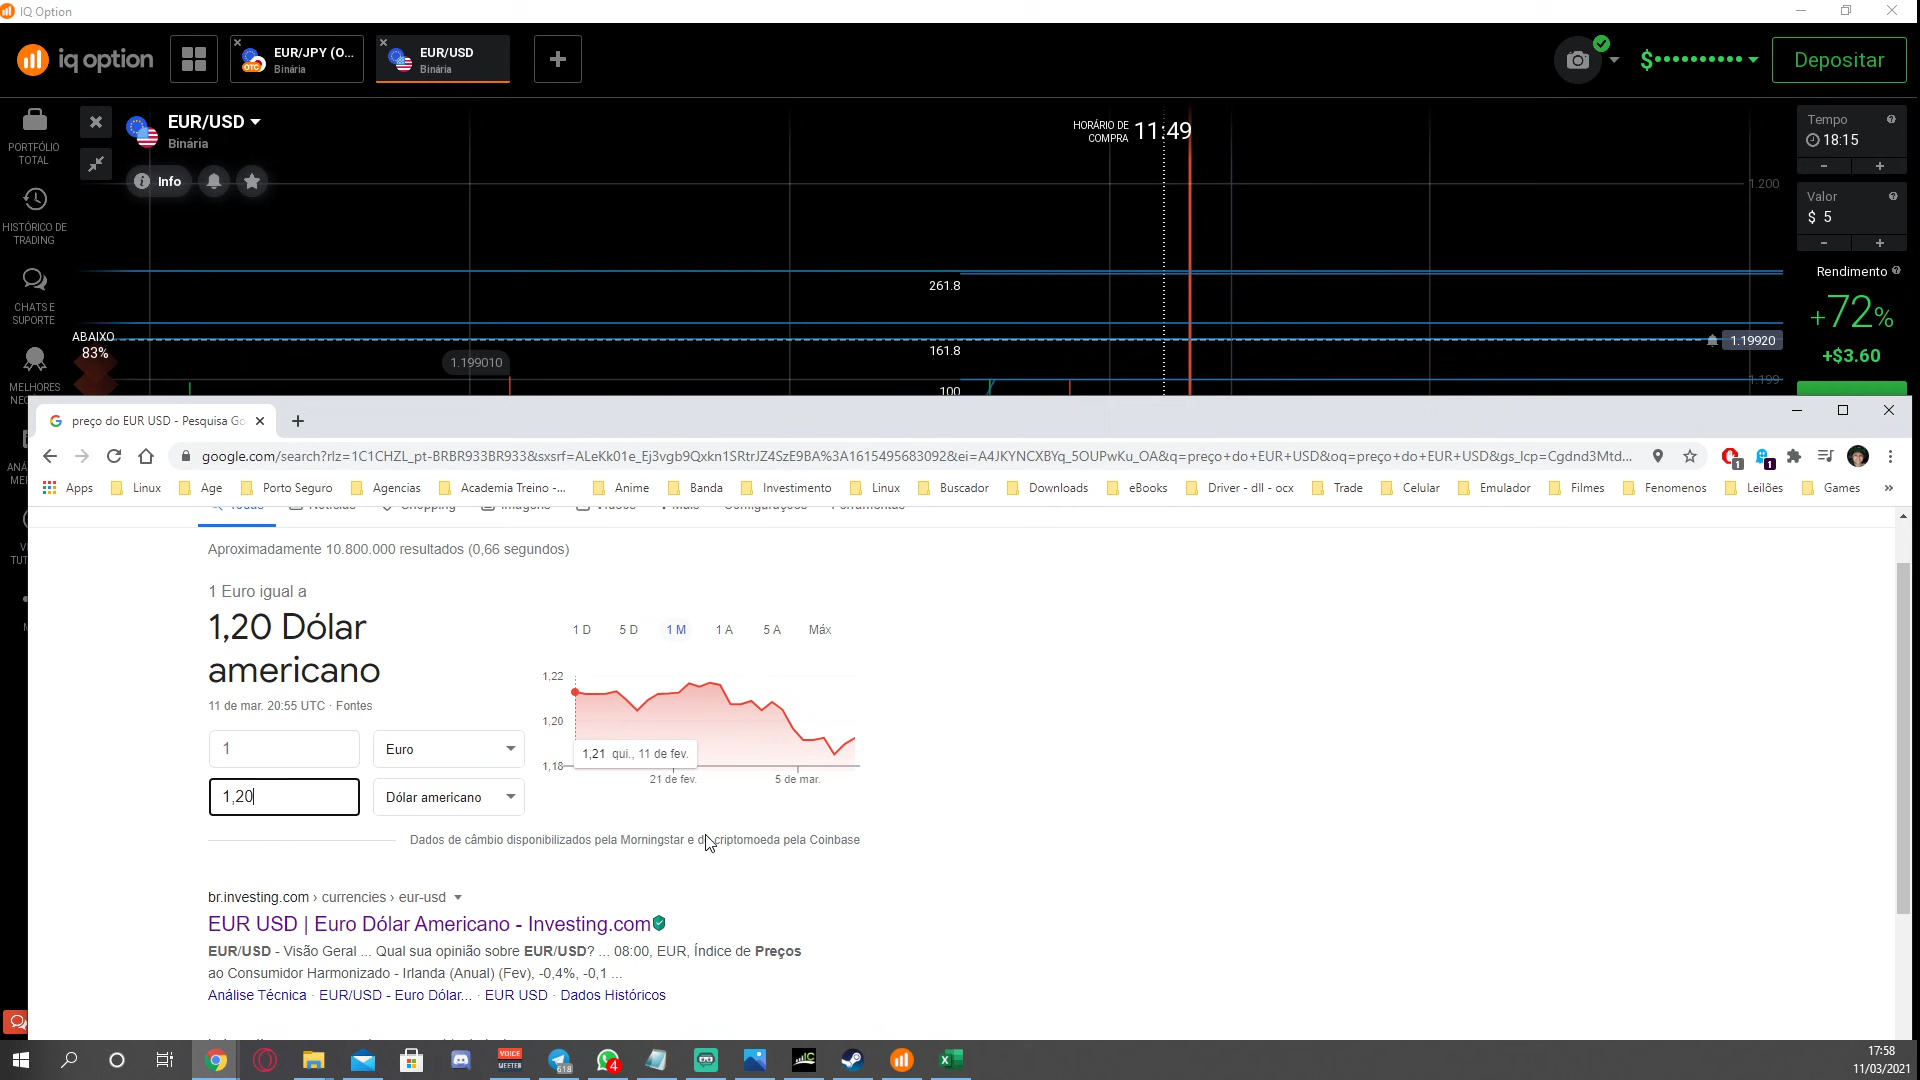 IQ Option
iq option
EUR/JPY (O...
Binária
OTC
EUR/USD
Binária
$••••••••••
Depositar
PORTFÓLIO
TOTAL
HISTÓRICO DE
TRADING
CHATS E
SUPORTE
MELHORES
EUR/USD
Binária
Info
HORÁRIO DE
COMPRA
11:49
1.200
261.8
161.8
100
ABAIXO
83%
1.199010
1.19920
1.199
Tempo
18:15
- +
Valor
$ 5
- +
Rendimento
+72%
+$3.60
preço do EUR USD - Pesquisa Go
google.com/search?rlz=1C1CHZL_pt-BRBR933BR933&sxsrf=ALeKk01e_Ej3vgb9Qxkn1SRtrJZ4SzE9BA%3A1615495683092&ei=A4JKYNCXBYq_5OUPwKu_OA&q=preço+do+EUR+USD&oq=preço+do+EUR+USD&gs_lcp=Cgdnd3Mtd...
Apps
Linux
Age
Porto Seguro
Agencias
Academia Treino -...
Anime
Banda
Investimento
Linux
Buscador
Downloads
eBooks
Driver - dll - ocx
Trade
Celular
Emulador
Filmes
Fenomenos
Leilões
Games
»
Aproximadamente 10.800.000 resultados (0,66 segundos)
1 Euro igual a
1,20 Dólar
americano
11 de mar. 20:55 UTC · Fontes
1
Euro
1,20
Dólar americano
1 D 5 D 1 M 1 A 5 A Máx
1,22
1,20
1,18
1,21 qui., 11 de fev.
21 de fev.
5 de mar.
Dados de câmbio disponibilizados pela Morningstar e de criptomoeda pela Coinbase
br.investing.com › currencies › eur-usd
EUR USD | Euro Dólar Americano - Investing.com
EUR/USD - Visão Geral ... Qual sua opinião sobre EUR/USD? ... 08:00, EUR, Índice de Preços
ao Consumidor Harmonizado - Irlanda (Anual) (Fev), -0,4%, -0,1 ...
Análise Técnica · EUR/USD - Euro Dólar... · EUR USD · Dados Históricos
VOICE
MEETER
618
4
17:58
11/03/2021